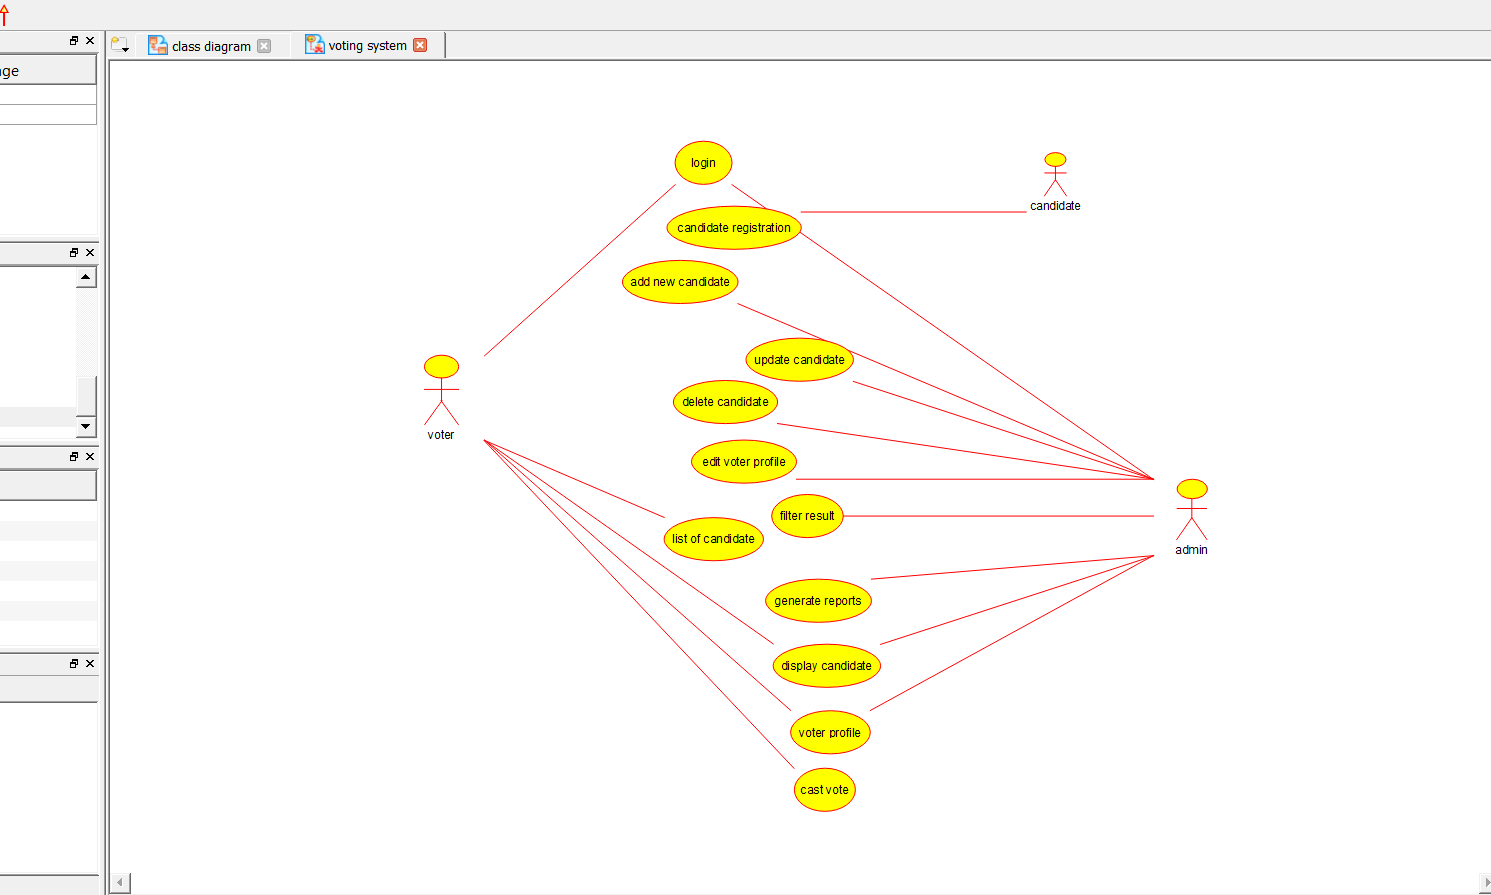 class diagram
voting system
ge
login
candidate
candidate registration
add new candidate
update candidate
voter
delete candidate
edit voter profile
filter result
list of candidate
admin
generate reports
display candidate
voter profile
cast vote